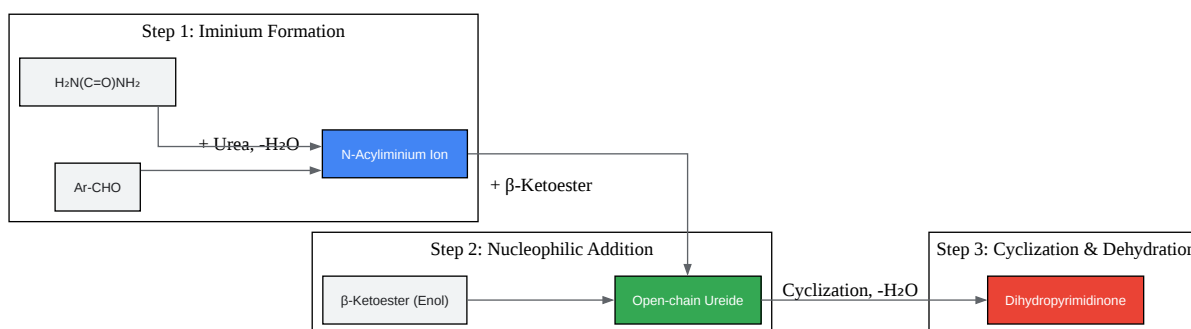 Step 1: Iminium Formation
H₂N(C=O)NH₂
+ Urea, -H₂O
N-Acyliminium Ion
Ar-CHO
+ β-Ketoester
Step 2: Nucleophilic Addition
β-Ketoester (Enol)
Open-chain Ureide
Cyclization, -H₂O
Step 3: Cyclization & Dehydration
Dihydropyrimidinone